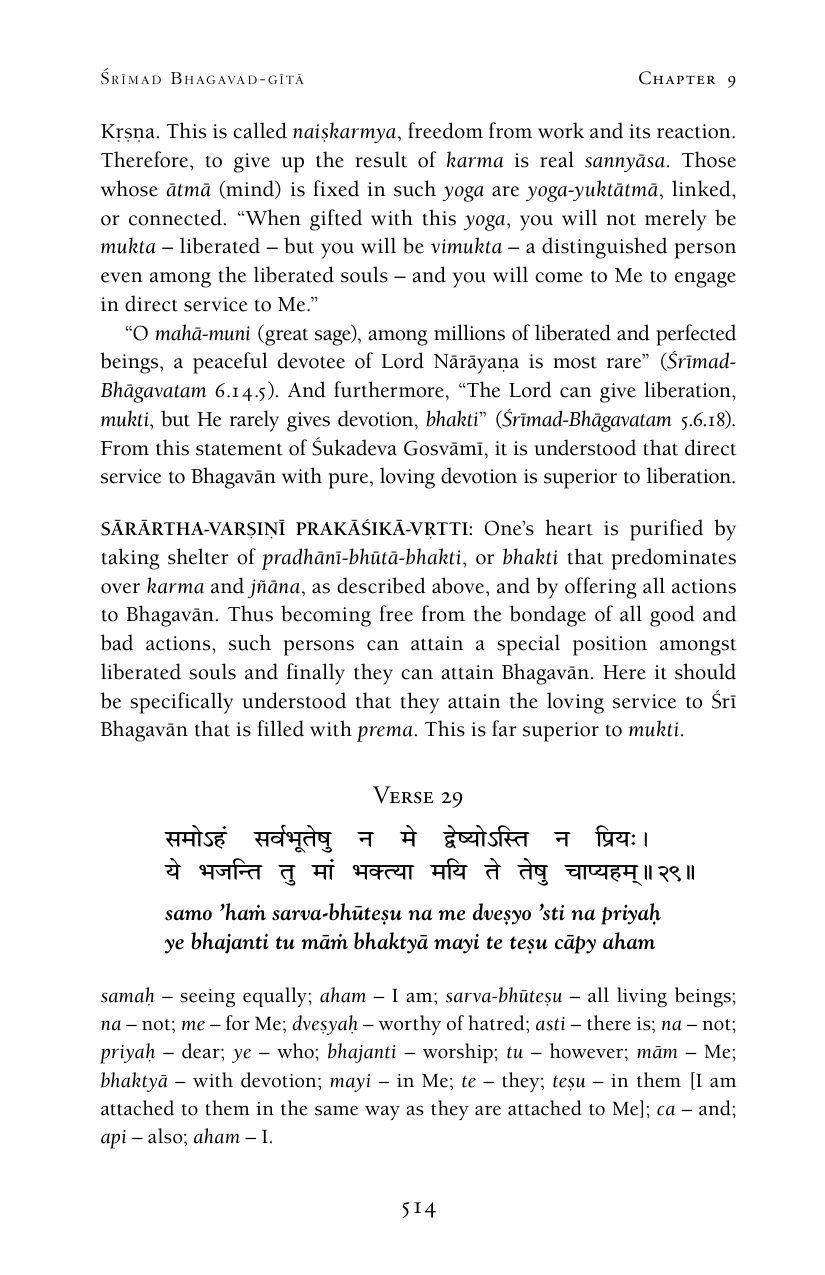 Śrīmad Bhagavad-gītā Chapter 9
Kṛṣṇa. This is called naiṣkarmya, freedom from work and its reaction.
Therefore, to give up the result of karma is real sannyāsa. Those
whose ātmā (mind) is fixed in such yoga are yoga-yuktātmā, linked,
or connected. “When gifted with this yoga, you will not merely be
mukta – liberated – but you will be vimukta – a distinguished person
even among the liberated souls – and you will come to Me to engage
in direct service to Me.”
“O mahā-muni (great sage), among millions of liberated and perfected
beings, a peaceful devotee of Lord Nārāyaṇa is most rare” (Śrīmad-
Bhāgavatam 6.14.5). And furthermore, “The Lord can give liberation,
mukti, but He rarely gives devotion, bhakti” (Śrīmad-Bhāgavatam 5.6.18).
From this statement of Śukadeva Gosvāmī, it is understood that direct
service to Bhagavān with pure, loving devotion is superior to liberation.
SĀRĀRTHA-VARṢIṆĪ PRAKĀŚIKĀ-VṚTTI: One’s heart is purified by
taking shelter of pradhānī-bhūtā-bhakti, or bhakti that predominates
over karma and jñāna, as described above, and by offering all actions
to Bhagavān. Thus becoming free from the bondage of all good and
bad actions, such persons can attain a special position amongst
liberated souls and finally they can attain Bhagavān. Here it should
be specifically understood that they attain the loving service to Śrī
Bhagavān that is filled with prema. This is far superior to mukti.
Verse 29
समोऽहं सर्वभूतेषु न मे द्वेष्योऽस्ति न प्रियः।
ये भजन्ति तु मां भक्त्या मयि ते तेषु चाप्यहम्॥२९॥
samo ’haṁ sarva-bhūteṣu na me dveṣyo ’sti na priyaḥ
ye bhajanti tu māṁ bhaktyā mayi te teṣu cāpy aham
samaḥ – seeing equally; aham – I am; sarva-bhūteṣu – all living beings;
na – not; me – for Me; dveṣyaḥ – worthy of hatred; asti – there is; na – not;
priyaḥ – dear; ye – who; bhajanti – worship; tu – however; mām – Me;
bhaktyā – with devotion; mayi – in Me; te – they; teṣu – in them [I am
attached to them in the same way as they are attached to Me]; ca – and;
api – also; aham – I.
514